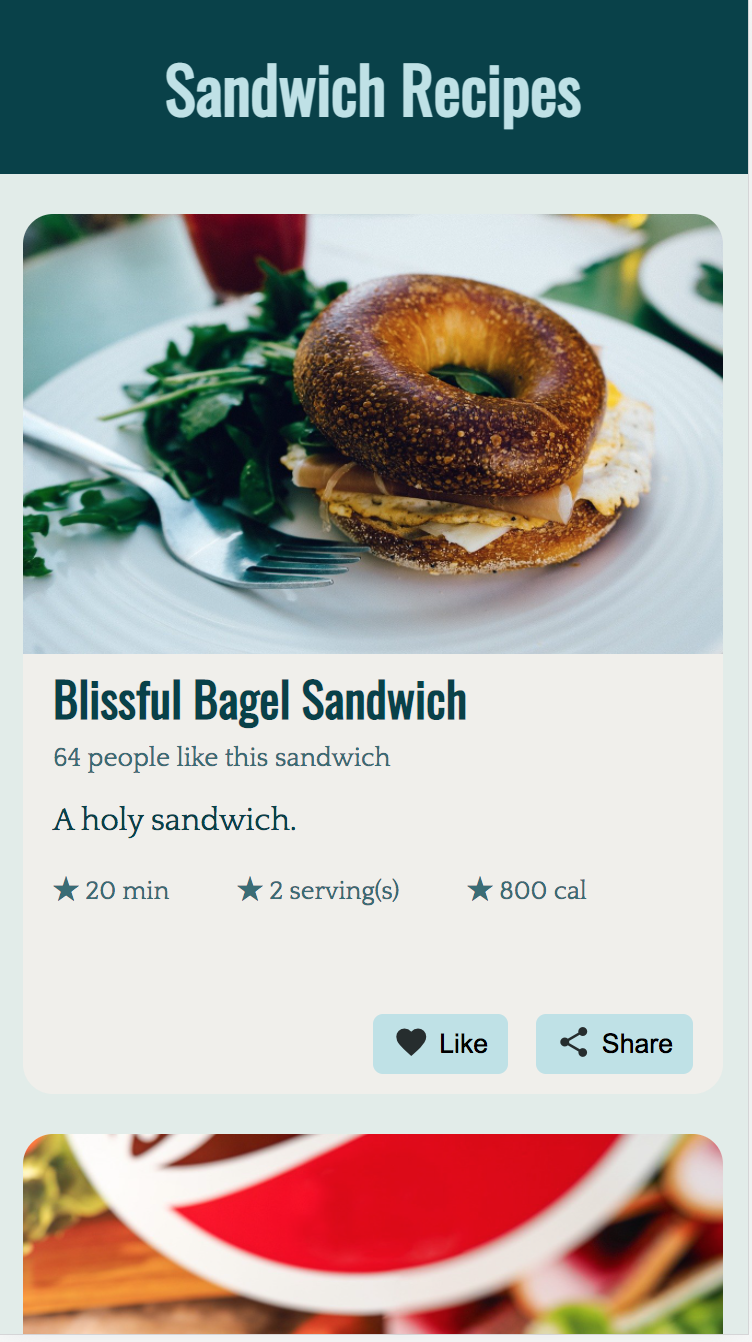 Sandwich Recipes
Blissful Bagel Sandwich
64 people like this sandwich
A holy sandwich.
★ 20 min ★ 2 serving(s) ★ 800 cal
Like Share